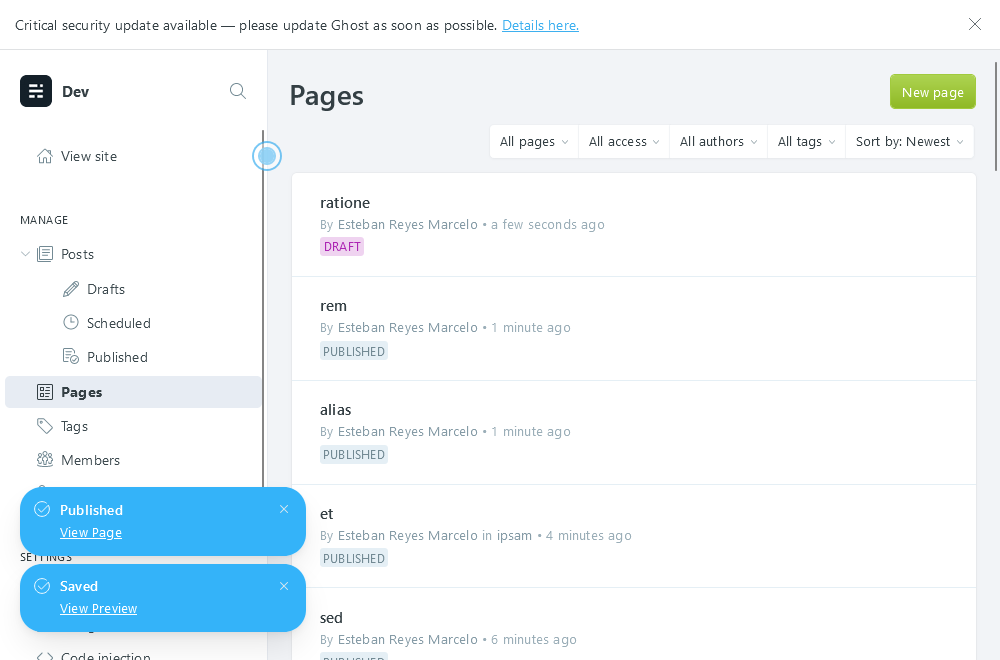 Critical security update available — please update Ghost as soon as possible. Details here.
Dev
View site
MANAGE
Posts
Drafts
Scheduled
Published
Pages
Tags
Members
Published
View Page
SETTINGS
Saved
View Preview
Code injection
Pages
New page
All pages
All access
All authors
All tags
Sort by: Newest
ratione
By Esteban Reyes Marcelo • a few seconds ago
DRAFT
rem
By Esteban Reyes Marcelo • 1 minute ago
PUBLISHED
alias
By Esteban Reyes Marcelo • 1 minute ago
PUBLISHED
et
By Esteban Reyes Marcelo in ipsam • 4 minutes ago
PUBLISHED
sed
By Esteban Reyes Marcelo • 6 minutes ago
PUBLISHED